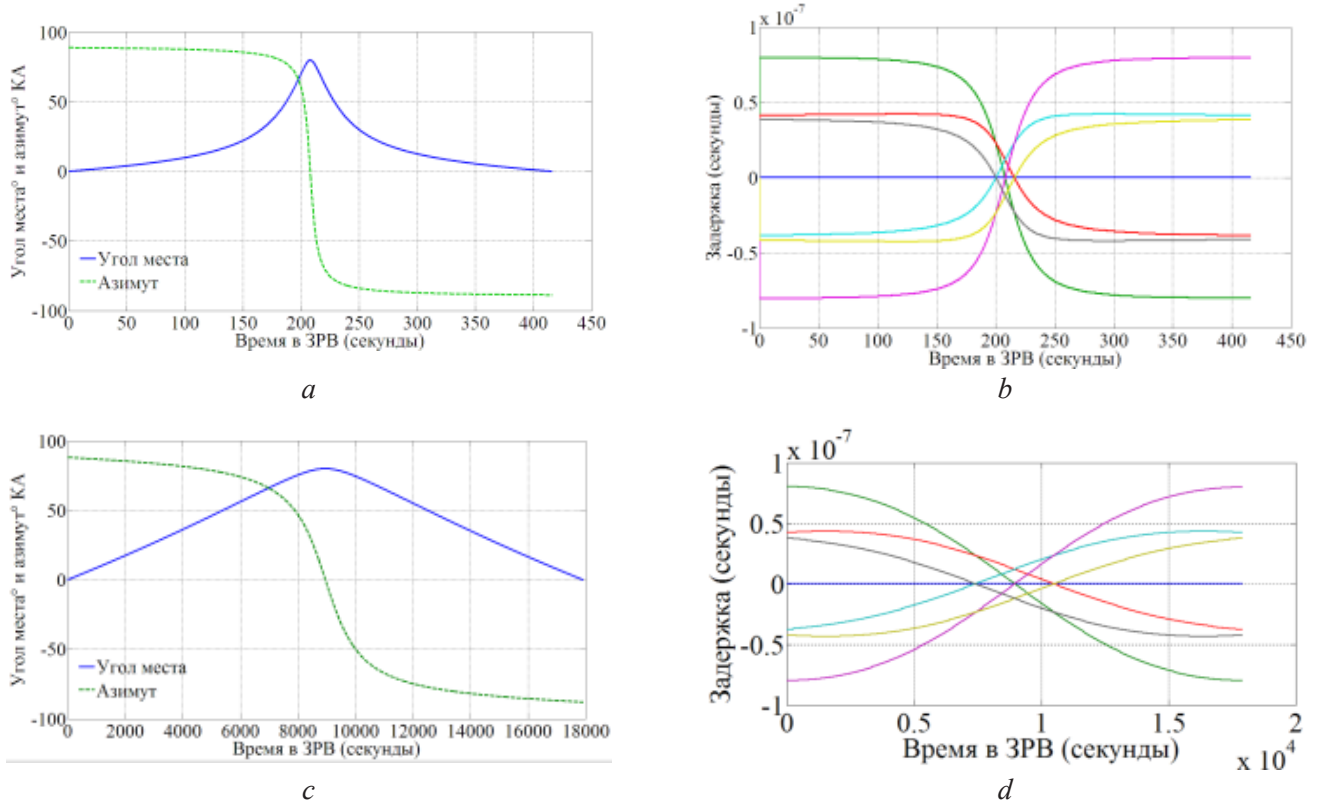 100
50
0
-50
-100
Угол места° и азимут° КА
Угол места
Азимут
0 50 100 150 200 250 300 350 400 450
Время в ЗРВ (секунды)
a
1 x 10⁻⁷
0.5
0
-0.5
-1
Задержка (секунды)
0 50 100 150 200 250 300 350 400 450
Время в ЗРВ (секунды)
b
100
50
0
-50
-100
Угол места° и азимут° КА
Угол места
Азимут
0 2000 4000 6000 8000 10000 12000 14000 16000 18000
Время в ЗРВ (секунды)
c
x 10⁻⁷
1
0.5
0
-0.5
-1
Задержка (секунды)
0 0.5 1 1.5 2
Время в ЗРВ (секунды)
x 10⁴
d